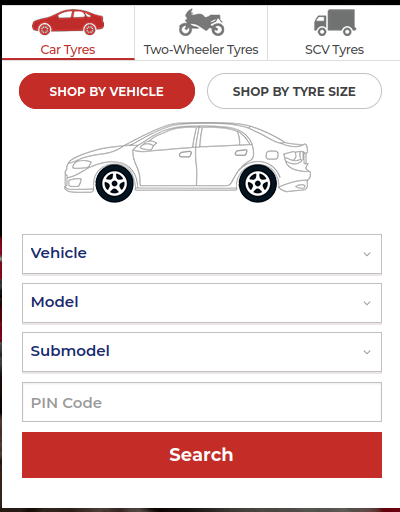 Car Tyres
Two-Wheeler Tyres
SCV Tyres
SHOP BY VEHICLE
SHOP BY TYRE SIZE
Vehicle
Model
Submodel
PIN Code
Search